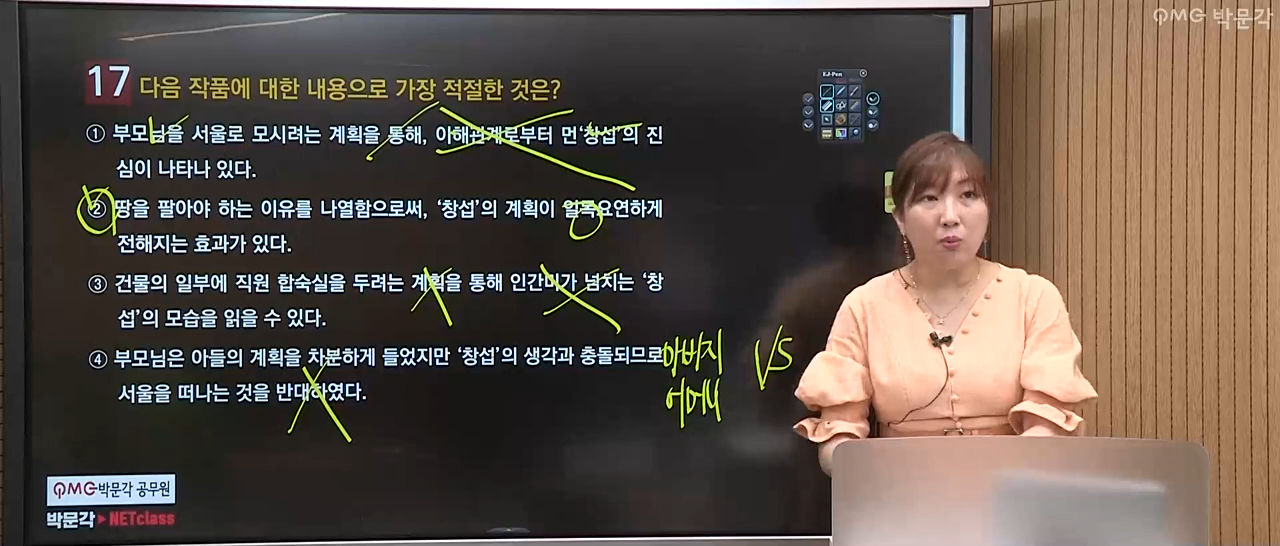 QMG 박문각
EJ-Pen
17 다음 작품에 대한 내용으로 가장 적절한 것은?
① 부모님을 서울로 모시려는 계획을 통해, 이해관계로부터 먼 ‘창섭’의 진
심이 나타나 있다.
② 땅을 팔아야 하는 이유를 나열함으로써, ‘창섭’의 계획이 일목요연하게
전해지는 효과가 있다.
③ 건물의 일부에 직원 합숙실을 두려는 계획을 통해 인간미가 넘치는 ‘창
섭’의 모습을 읽을 수 있다.
④ 부모님은 아들의 계획을 차분하게 들었지만 ‘창섭’의 생각과 충돌되므로
서울을 떠나는 것을 반대하였다.
아버지 VS
어머니
QMG 박문각 공무원
박문각 ▶ NETclass